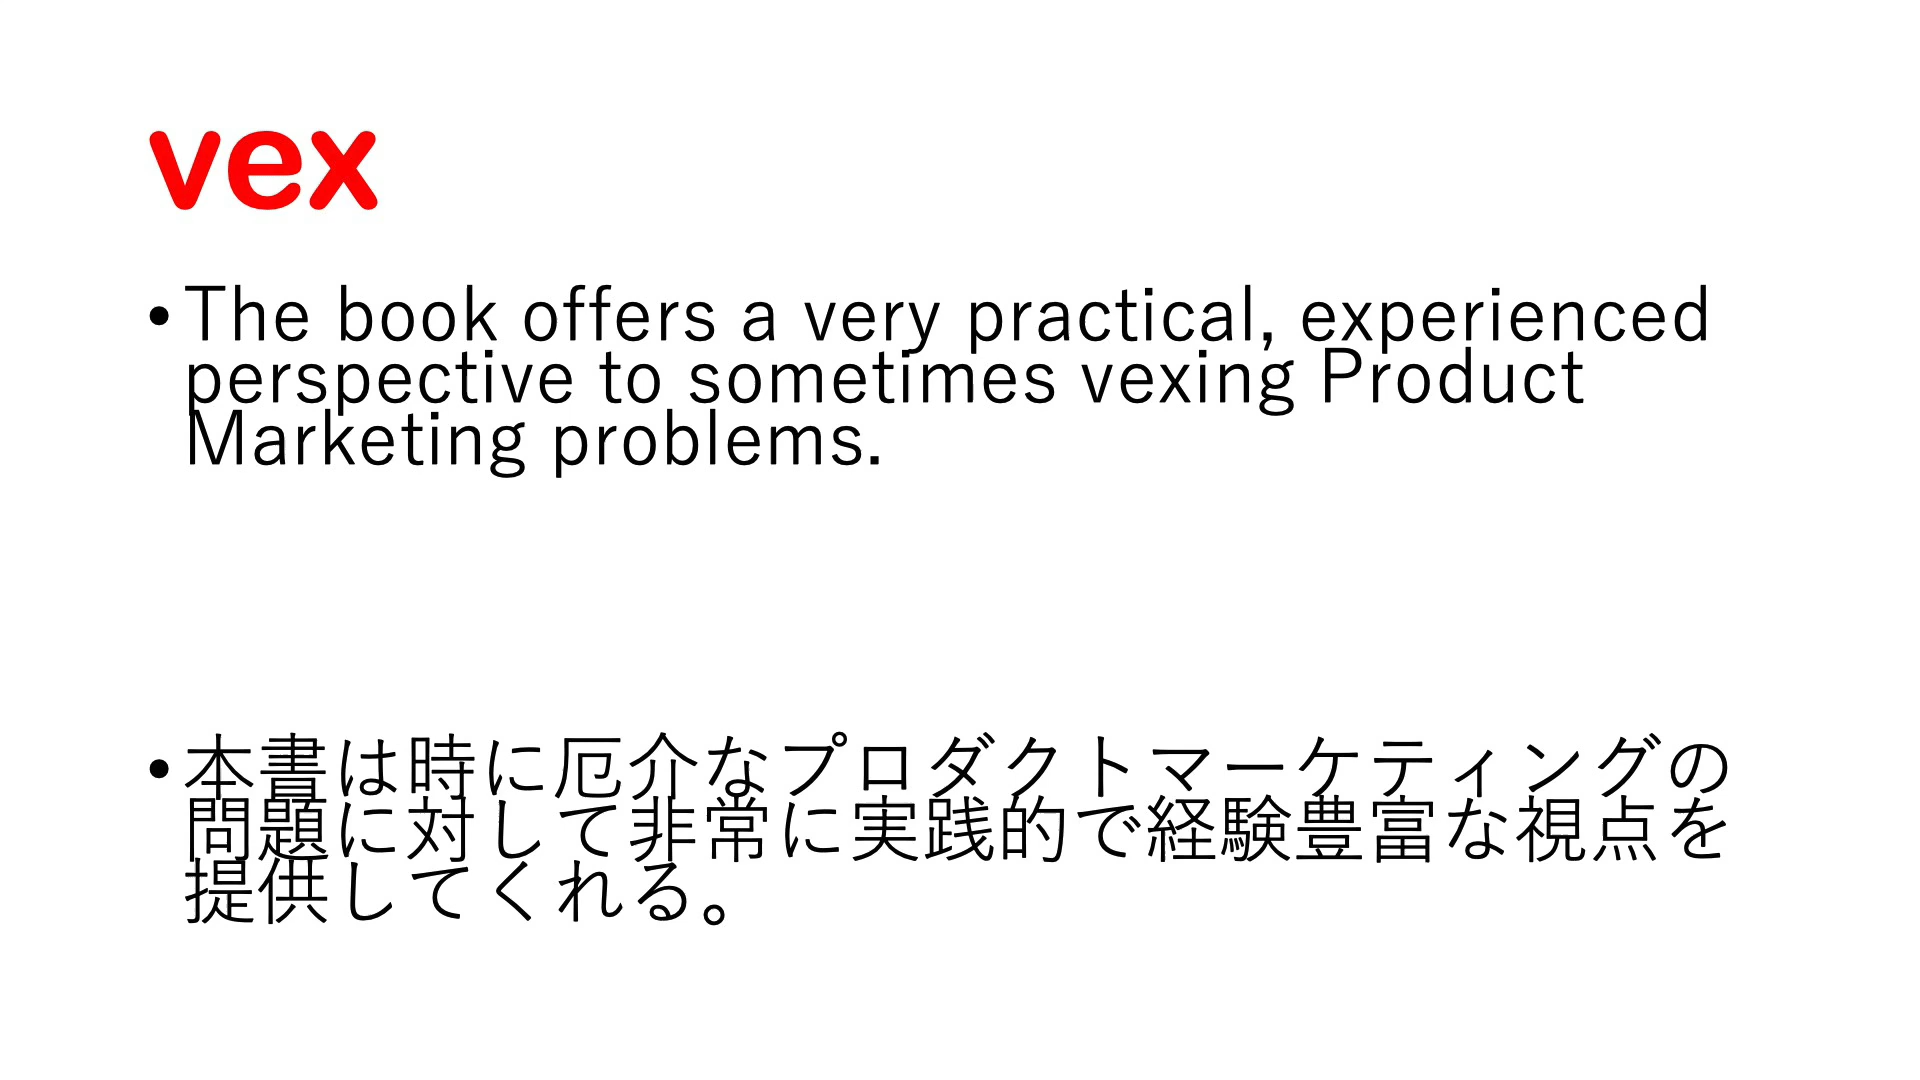 vex
• The book offers a very practical, experienced
perspective to sometimes vexing Product
Marketing problems.
• 本書は時に厄介なプロダクトマーケティングの
問題に対して非常に実践的で経験豊富な視点を
提供してくれる。